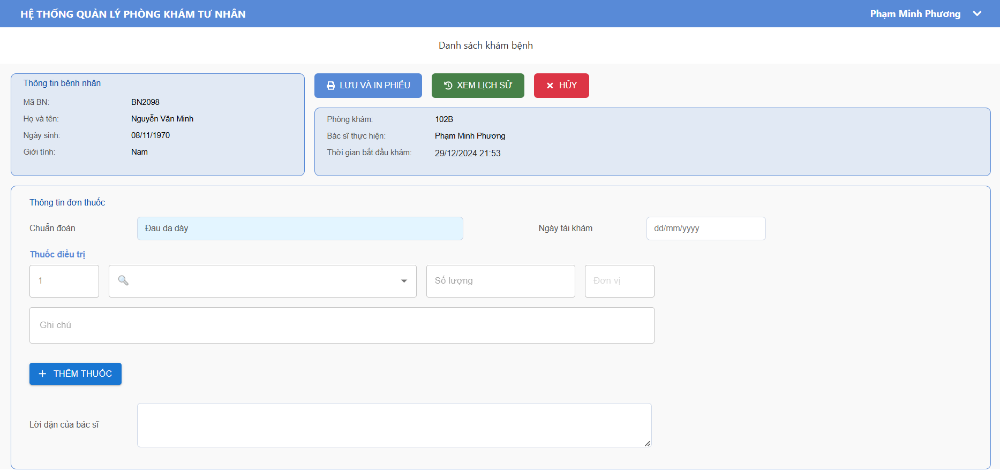 HỆ THỐNG QUẢN LÝ PHÒNG KHÁM TƯ NHÂN
Phạm Minh Phương
Danh sách khám bệnh
Thông tin bệnh nhân
Mã BN: BN2098
Họ và tên: Nguyễn Văn Minh
Ngày sinh: 08/11/1970
Giới tính: Nam
LƯU VÀ IN PHIẾU
XEM LỊCH SỬ
HỦY
Phòng khám: 102B
Bác sĩ thực hiện: Phạm Minh Phương
Thời gian bắt đầu khám: 29/12/2024 21:53
Thông tin đơn thuốc
Chuẩn đoán Đau dạ dày
Ngày tái khám dd/mm/yyyy
Thuốc điều trị
1 Số lượng Đơn vị
Ghi chú
+ THÊM THUỐC
Lời dặn của bác sĩ